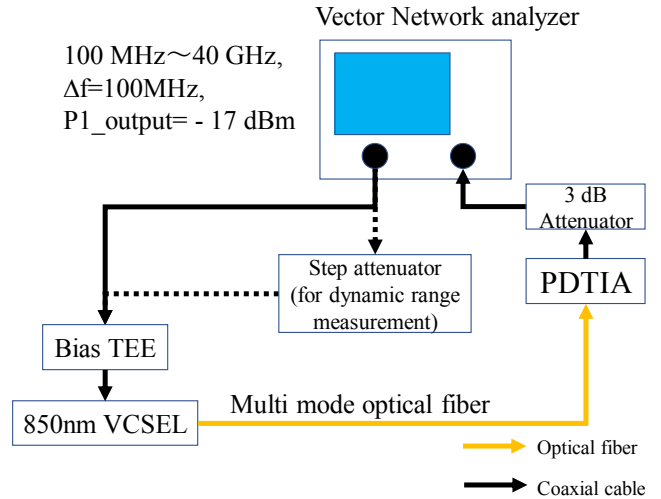 Vector Network analyzer
100 MHz～40 GHz,
Δf=100MHz,
P1_output= - 17 dBm
3 dB
Attenuator
Step attenuator
(for dynamic range
measurement)
PDTIA
Bias TEE
850nm VCSEL
Multi mode optical fiber
Optical fiber
Coaxial cable